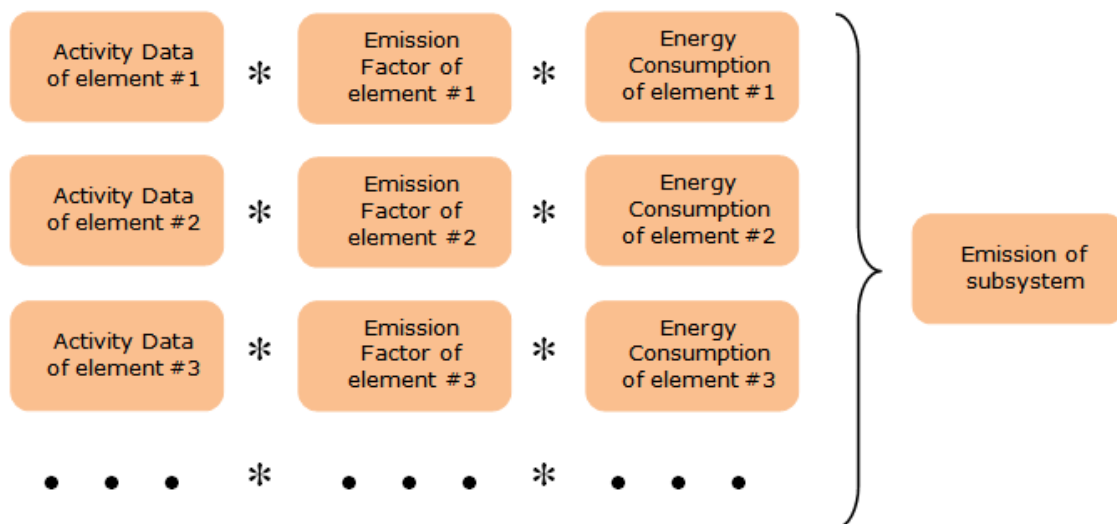 Activity Data
of element #1
*
Emission
Factor of
element #1
*
Energy
Consumption
of element #1
Activity Data
of element #2
*
Emission
Factor of
element #2
*
Energy
Consumption
of element #2
Emission of
subsystem
Activity Data
of element #3
*
Emission
Factor of
element #3
*
Energy
Consumption
of element #3
• • • * • • • * • • •